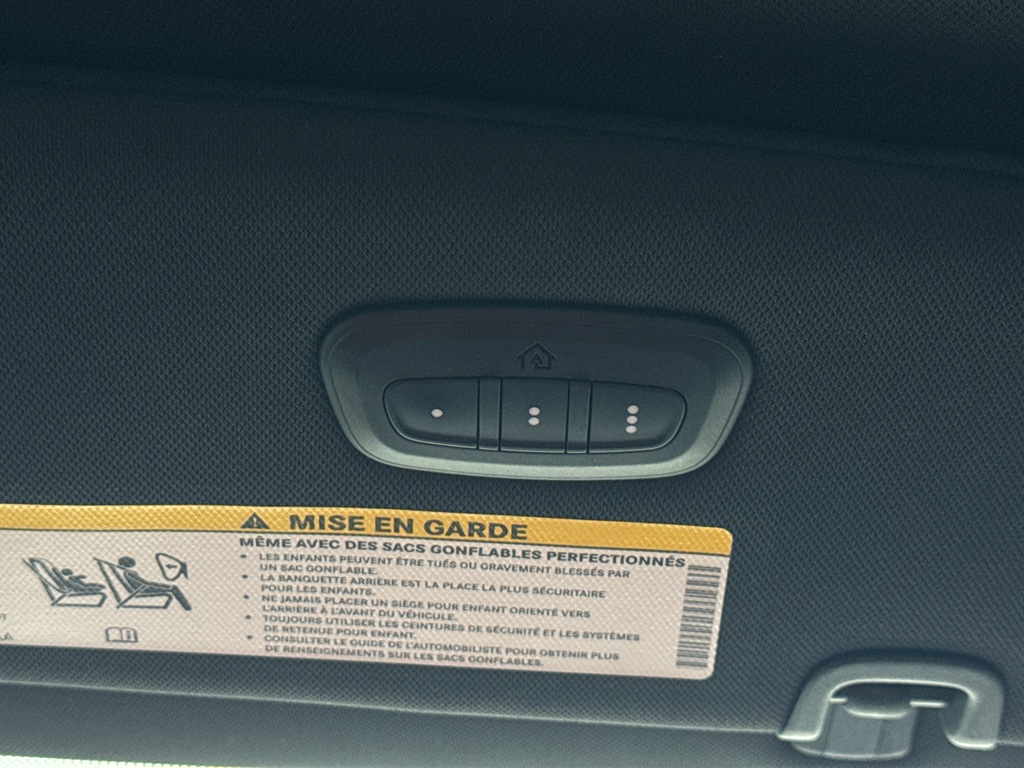 MISE EN GARDE
MÊME AVEC DES SACS GONFLABLES PERFECTIONNÉS
• LES ENFANTS PEUVENT ÊTRE TUÉS OU GRAVEMENT BLESSÉS PAR
UN SAC GONFLABLE.
• LA BANQUETTE ARRIÈRE EST LA PLACE LA PLUS SÉCURITAIRE
POUR LES ENFANTS.
• NE JAMAIS PLACER UN SIÈGE POUR ENFANT ORIENTÉ VERS
L'ARRIÈRE À L'AVANT DU VÉHICULE.
• TOUJOURS UTILISER LES CEINTURES DE SÉCURITÉ ET LES SYSTÈMES
DE RETENUE POUR ENFANT.
• CONSULTER LE GUIDE DE L'AUTOMOBILISTE POUR OBTENIR PLUS
DE RENSEIGNEMENTS SUR LES SACS GONFLABLES.